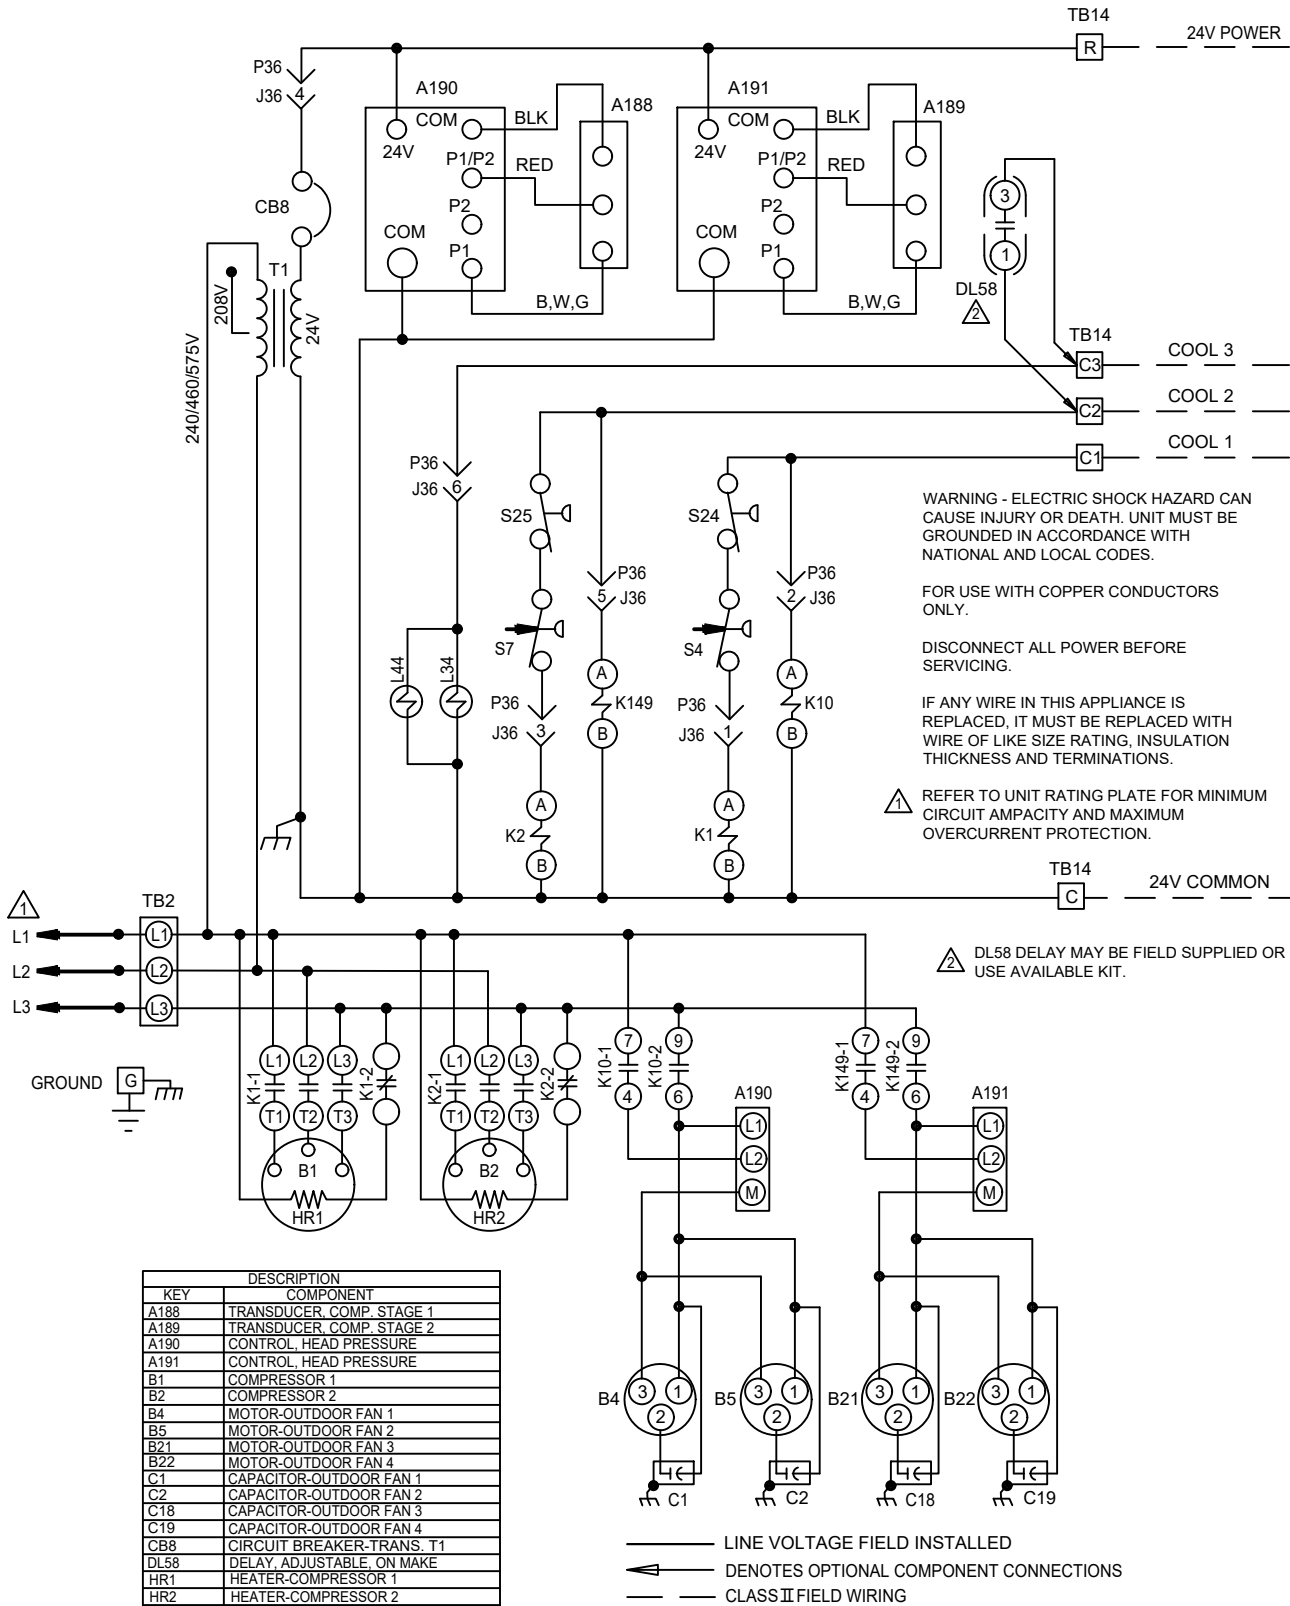 TB14
R
24V POWER
P36
J36 4
CB8
A190
COM
BLK
A188
24V
P1/P2
RED
P2
COM
P1
B,W,G
A191
COM
BLK
A189
24V
P1/P2
RED
P2
COM
P1
B,W,G
3
1
DL58
2
T1
208V
24V
240/460/575V
TB14
C3
COOL 3
C2
COOL 2
C1
COOL 1
P36
J36 6
S25
S24
P36
5 J36
P36
2 J36
S7
S4
L44
L34
A
K149
B
A
K10
B
P36
J36 3
P36
J36 1
A
K2
B
A
K1
B
WARNING - ELECTRIC SHOCK HAZARD CAN
CAUSE INJURY OR DEATH. UNIT MUST BE
GROUNDED IN ACCORDANCE WITH
NATIONAL AND LOCAL CODES.
FOR USE WITH COPPER CONDUCTORS
ONLY.
DISCONNECT ALL POWER BEFORE
SERVICING.
IF ANY WIRE IN THIS APPLIANCE IS
REPLACED, IT MUST BE REPLACED WITH
WIRE OF LIKE SIZE RATING, INSULATION
THICKNESS AND TERMINATIONS.
1 REFER TO UNIT RATING PLATE FOR MINIMUM
CIRCUIT AMPACITY AND MAXIMUM
OVERCURRENT PROTECTION.
TB14
C
24V COMMON
2 DL58 DELAY MAY BE FIELD SUPPLIED OR
USE AVAILABLE KIT.
1
TB2
L1 L1
L2 L2
L3 L3
GROUND G
L1 L2 L3
K1-1
K1-2
T1 T2 T3
B1
HR1
L1 L2 L3
K2-1
K2-2
T1 T2 T3
B2
HR2
7 9
K10-1
K10-2
4 6
A190
L1
L2
M
7 9
K149-1
K149-2
4 6
A191
L1
L2
M
B4 3 1 2
B5 3 1 2
B21 3 1 2
B22 3 1 2
C1
C2
C18
C19
DESCRIPTION
KEY COMPONENT
A188 TRANSDUCER, COMP. STAGE 1
A189 TRANSDUCER, COMP. STAGE 2
A190 CONTROL, HEAD PRESSURE
A191 CONTROL, HEAD PRESSURE
B1 COMPRESSOR 1
B2 COMPRESSOR 2
B4 MOTOR-OUTDOOR FAN 1
B5 MOTOR-OUTDOOR FAN 2
B21 MOTOR-OUTDOOR FAN 3
B22 MOTOR-OUTDOOR FAN 4
C1 CAPACITOR-OUTDOOR FAN 1
C2 CAPACITOR-OUTDOOR FAN 2
C18 CAPACITOR-OUTDOOR FAN 3
C19 CAPACITOR-OUTDOOR FAN 4
CB8 CIRCUIT BREAKER-TRANS. T1
DL58 DELAY, ADJUSTABLE, ON MAKE
HR1 HEATER-COMPRESSOR 1
HR2 HEATER-COMPRESSOR 2
LINE VOLTAGE FIELD INSTALLED
DENOTES OPTIONAL COMPONENT CONNECTIONS
CLASS II FIELD WIRING